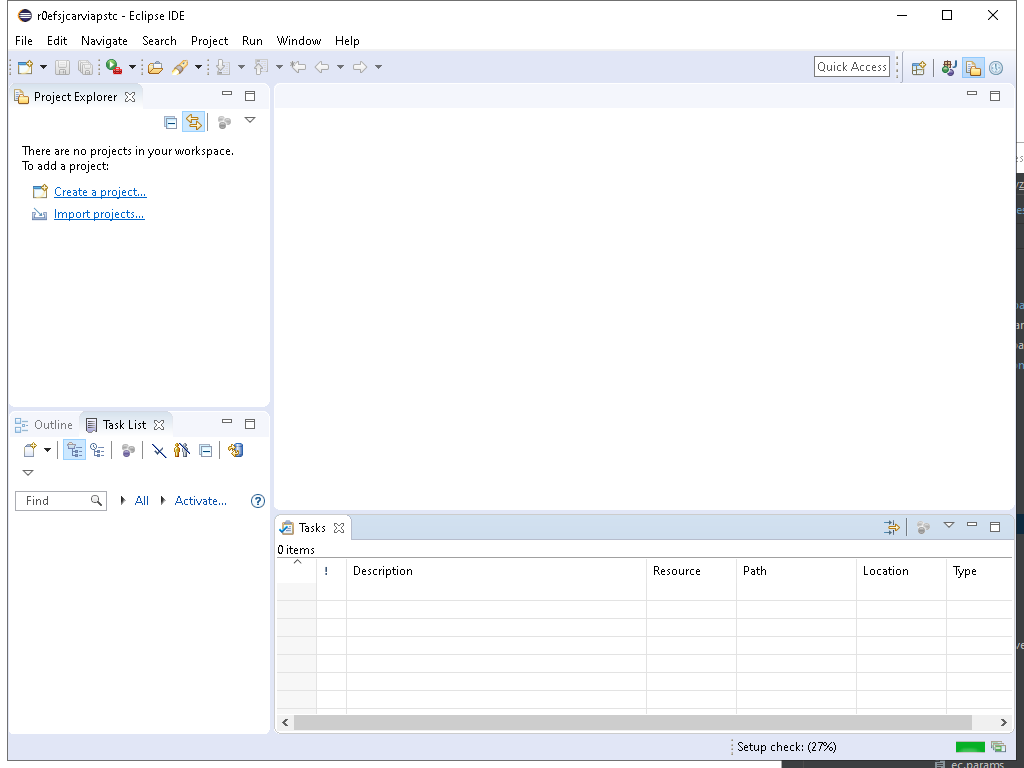 r0efsjcarviapstc - Eclipse IDE
File Edit Navigate Search Project Run Window Help
Quick Access
Project Explorer
There are no projects in your workspace.
To add a project:
Create a project...
Import projects...
Outline Task List
Find All Activate...
Tasks
0 items
! Description Resource Path Location Type
Setup check: (27%)
ec.params